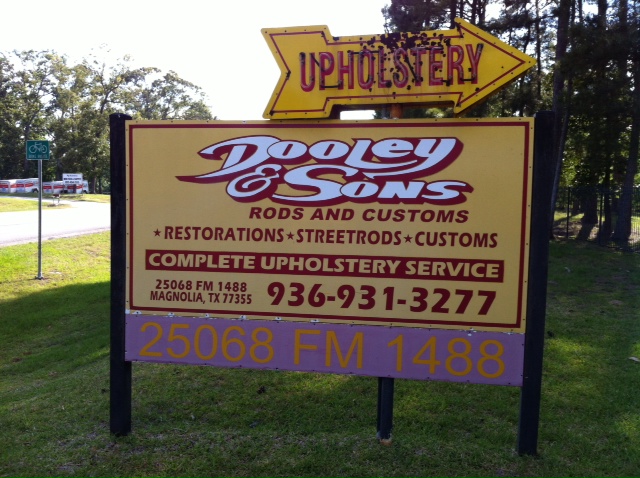 UPHOLSTERY
DOOLEY
& SONS
RODS AND CUSTOMS
★RESTORATIONS★STREETRODS★CUSTOMS
COMPLETE UPHOLSTERY SERVICE
25068 FM 1488
MAGNOLIA, TX 77355
936-931-3277
25068 FM 1488